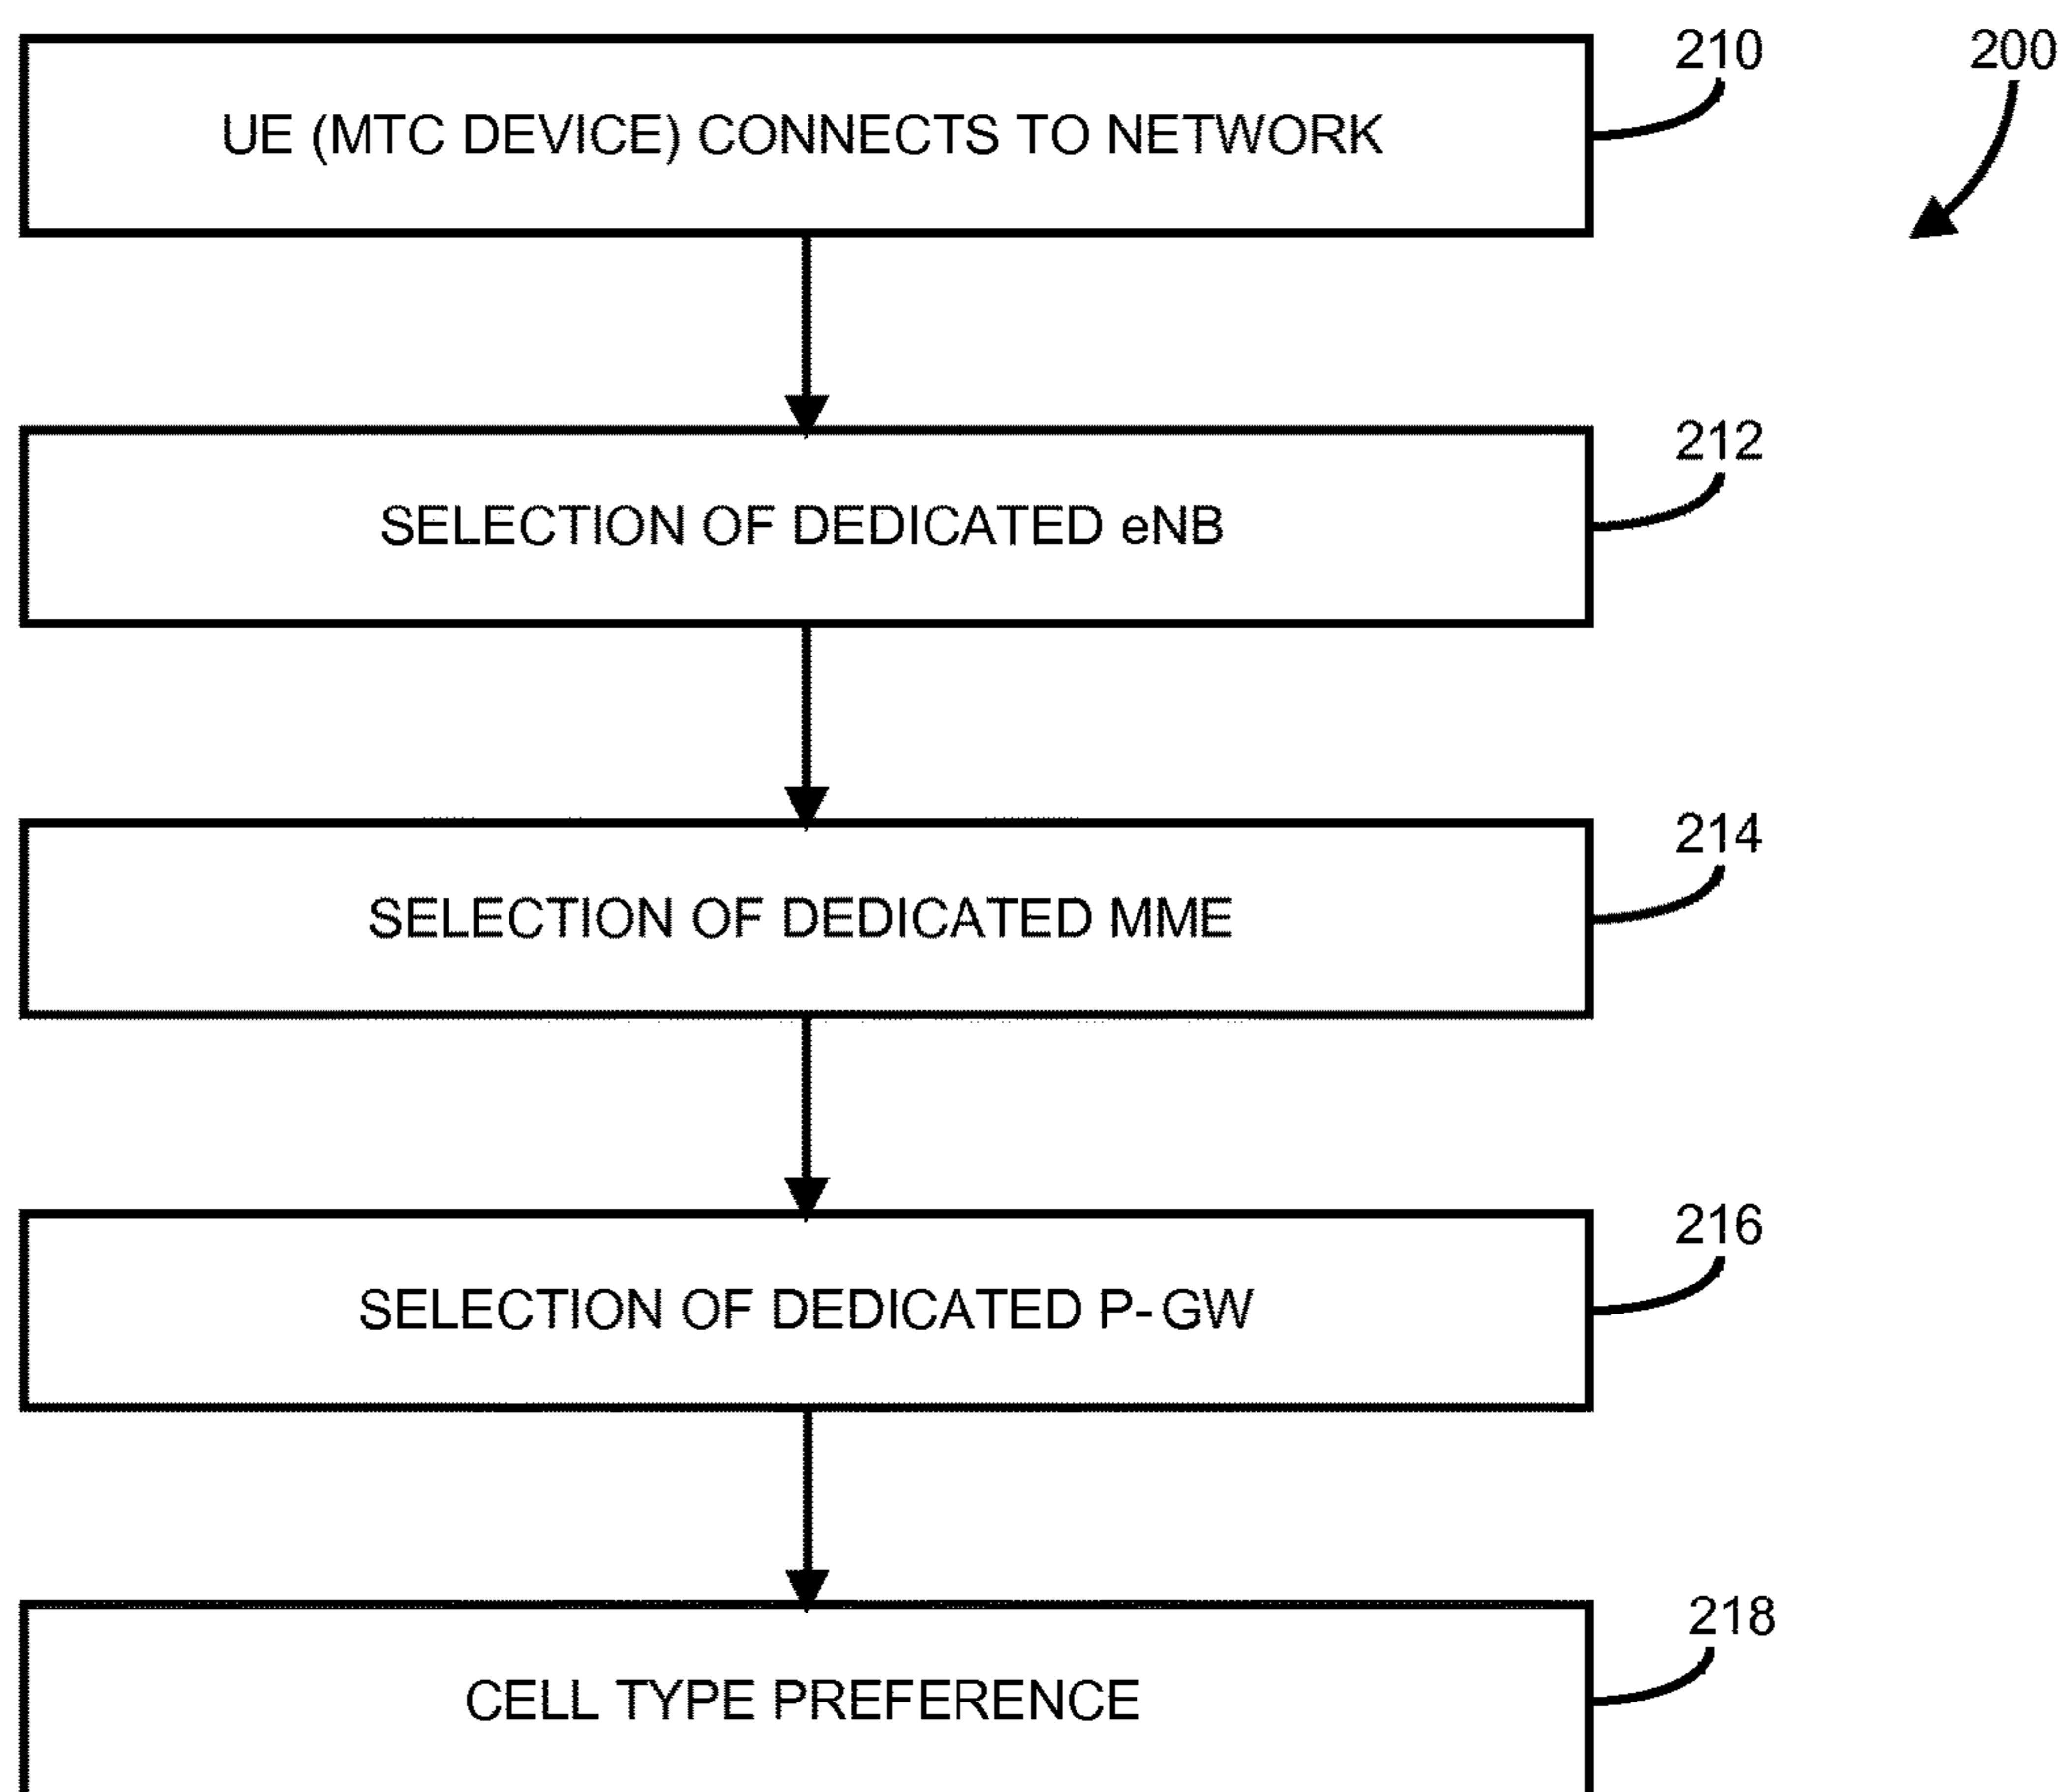 210
200
UE (MTC DEVICE) CONNECTS TO NETWORK
212
SELECTION OF DEDICATED eNB
214
SELECTION OF DEDICATED MME
216
SELECTION OF DEDICATED P-GW
218
CELL TYPE PREFERENCE